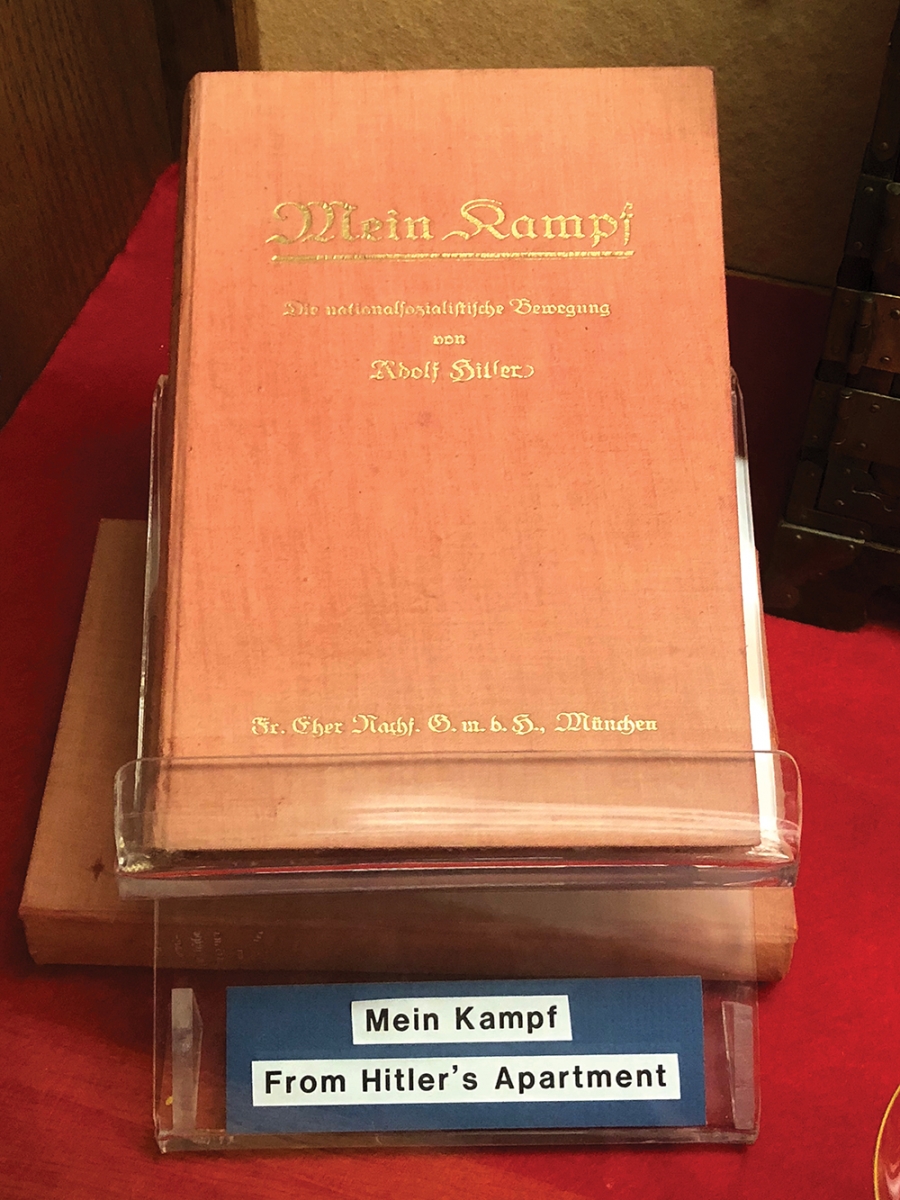 Mein Kampf
Die nationalsozialistische Bewegung
von
Adolf Hitler
Fr. Eher Nachf. G. m. b. H., München
Mein Kampf
From Hitler’s Apartment